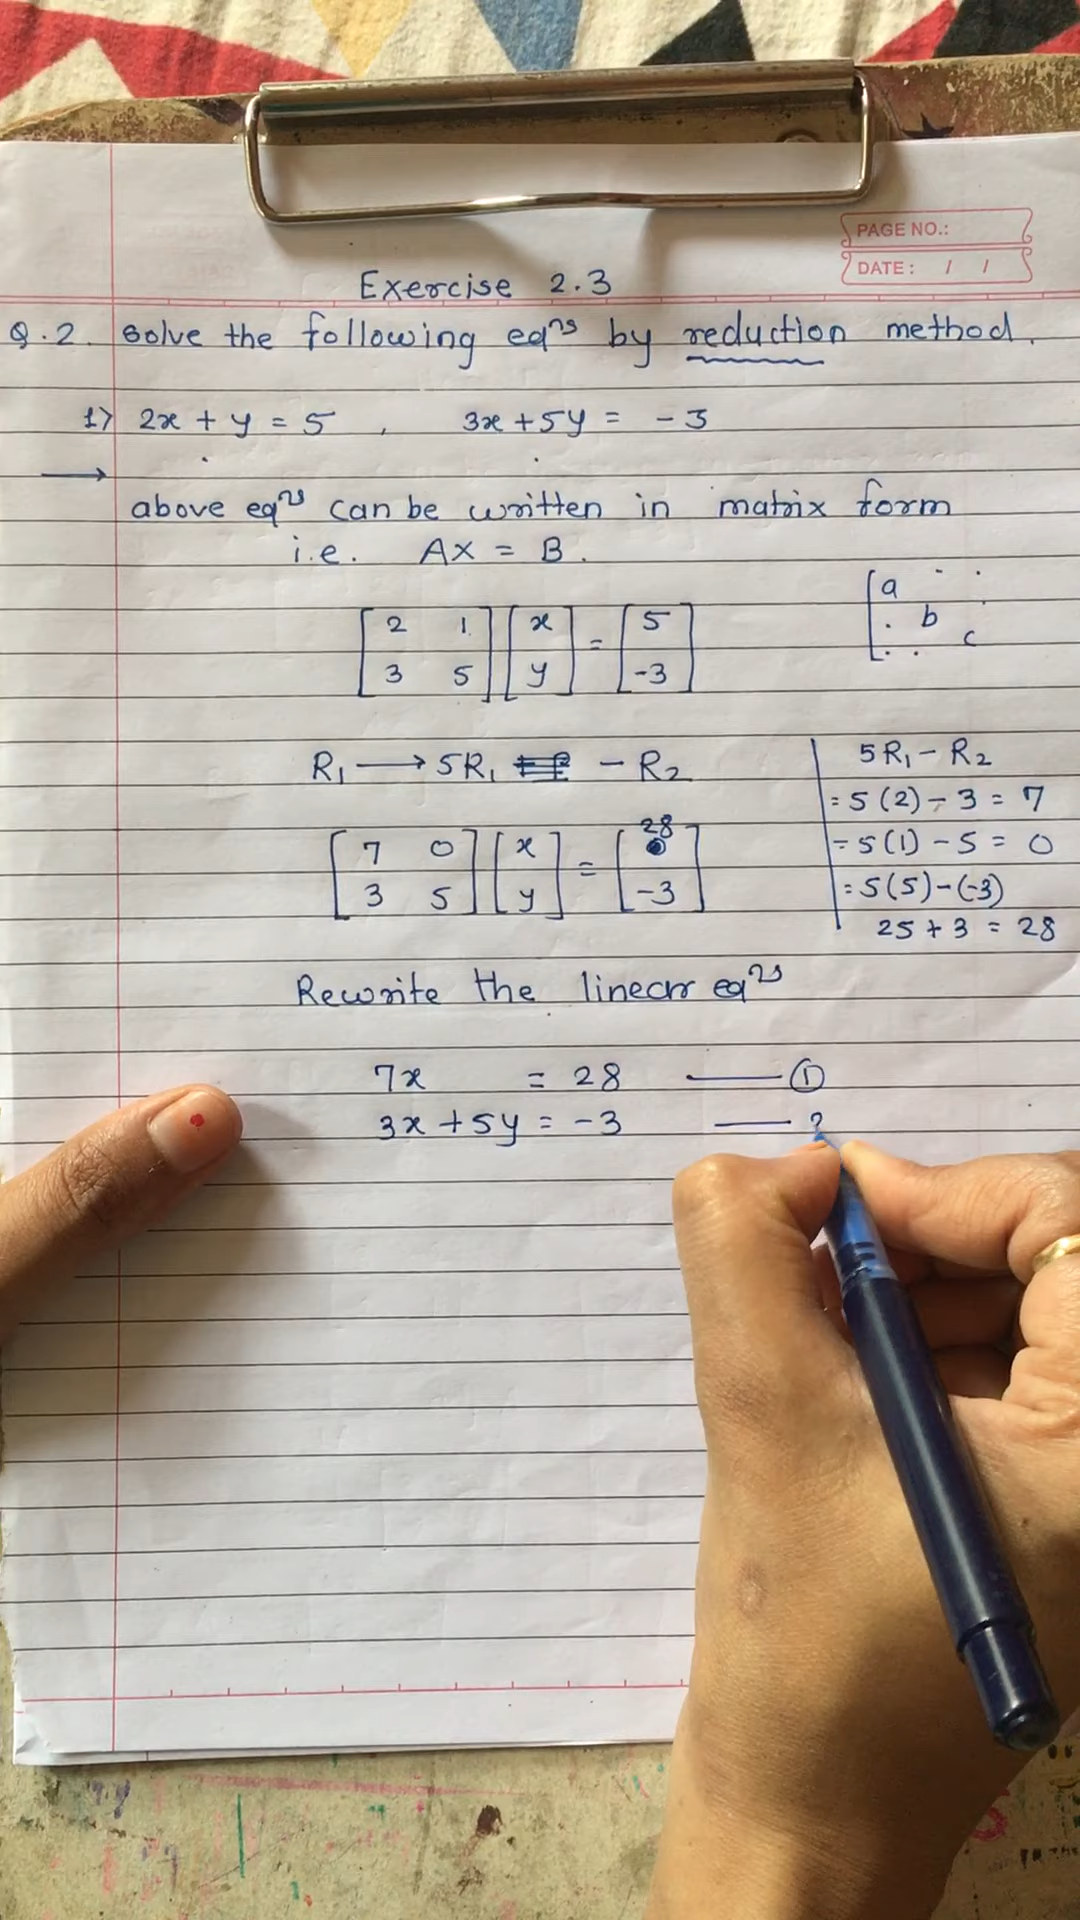 PAGE NO.:
DATE: / /
Exercise 2.3
Q.2. Solve the following eqⁿˢ by reduction method.
1) 2x + y = 5 , 3x + 5y = -3
→
above eqⁿˢ can be written in matrix form
i.e. AX = B.
[a . .
. b
. . c
[2 1] [x] = [5]
[3 5] [y] [-3]
R₁ → 5R₁ - R₂
[7 0] [x] = [28]
[3 5] [y] [-3]
5R₁ - R₂
= 5(2) - 3 = 7
= 5(1) - 5 = 0
= 5(5) - (-3)
25 + 3 = 28
Rewrite the linear eqⁿˢ
7x = 28 — ①
3x + 5y = -3 — 2